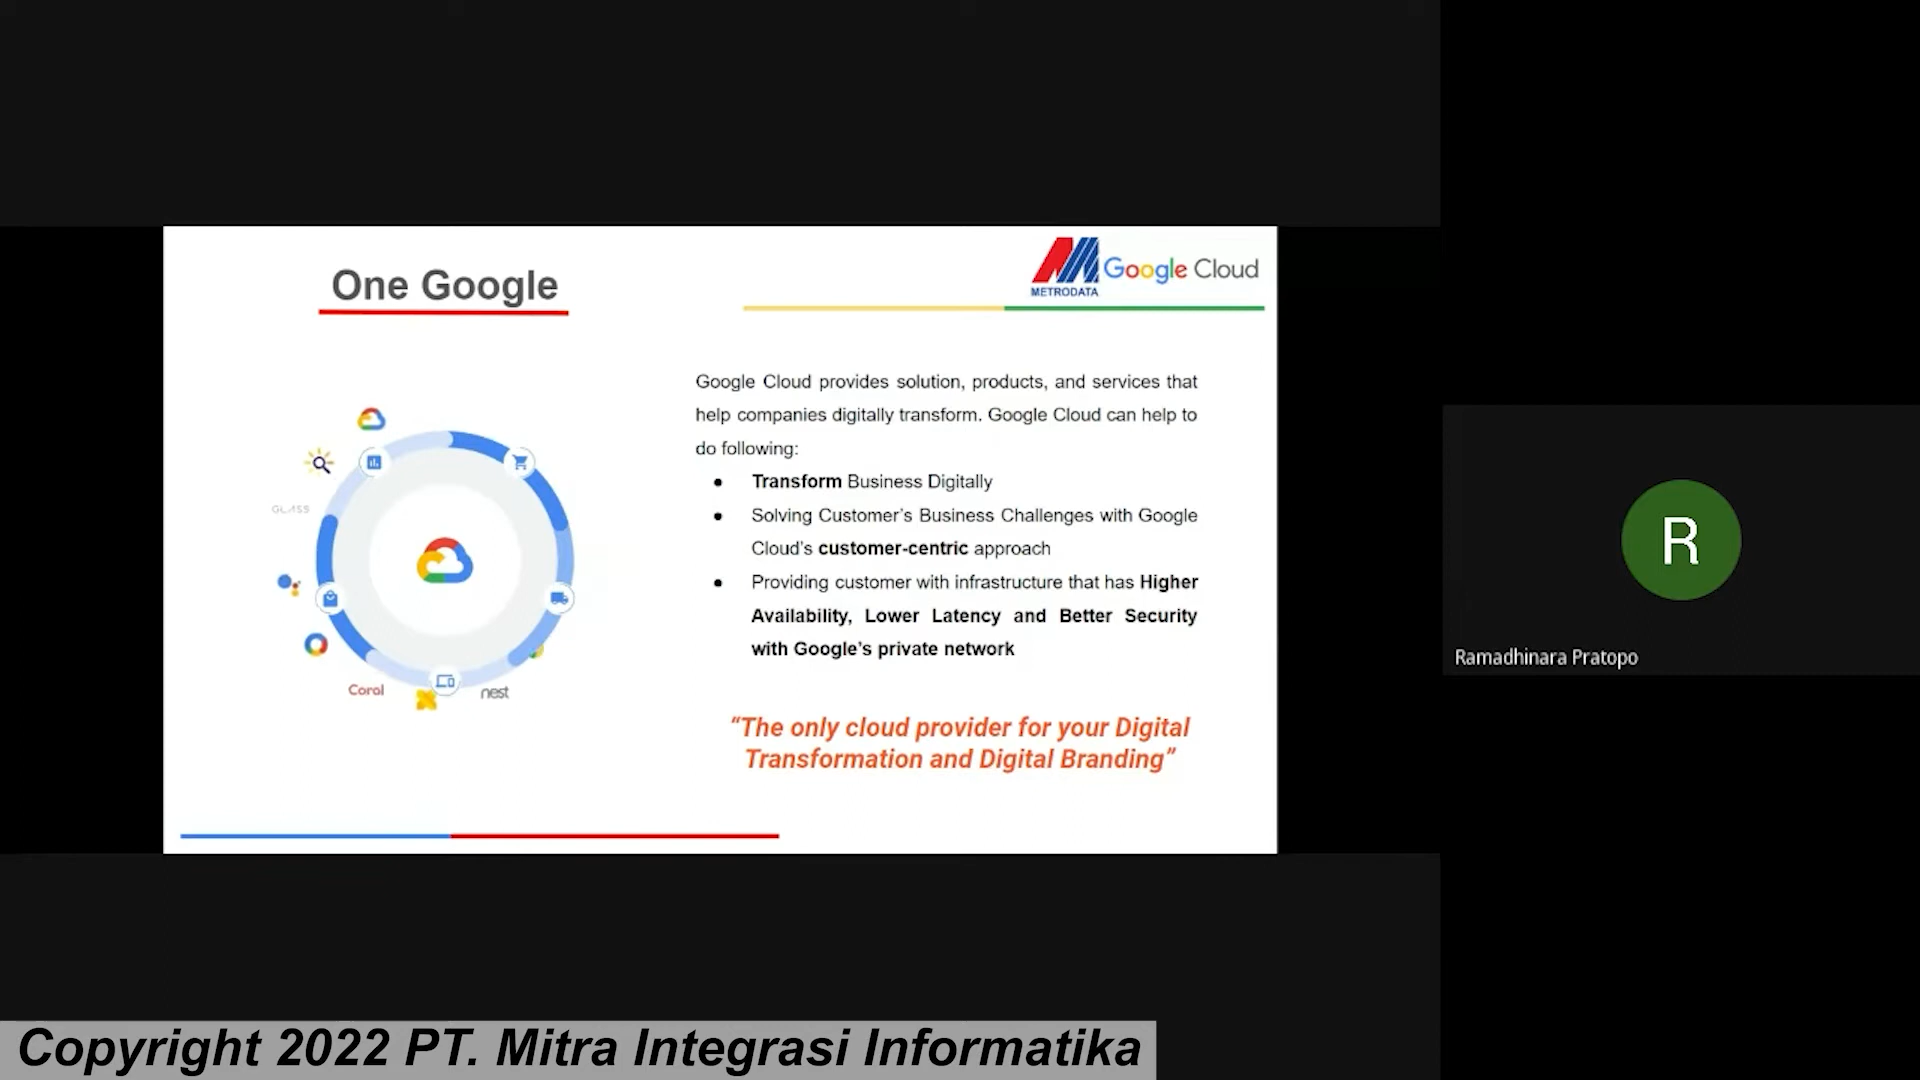 One Google
METRODATA
Google Cloud
Google Cloud provides solution, products, and services that
help companies digitally transform. Google Cloud can help to
do following:
● Transform Business Digitally
● Solving Customer's Business Challenges with Google
Cloud's customer-centric approach
● Providing customer with infrastructure that has Higher
Availability, Lower Latency and Better Security
with Google's private network
“The only cloud provider for your Digital
Transformation and Digital Branding”
GLASS
Coral
nest
R
Ramadhinara Pratopo
Copyright 2022 PT. Mitra Integrasi Informatika